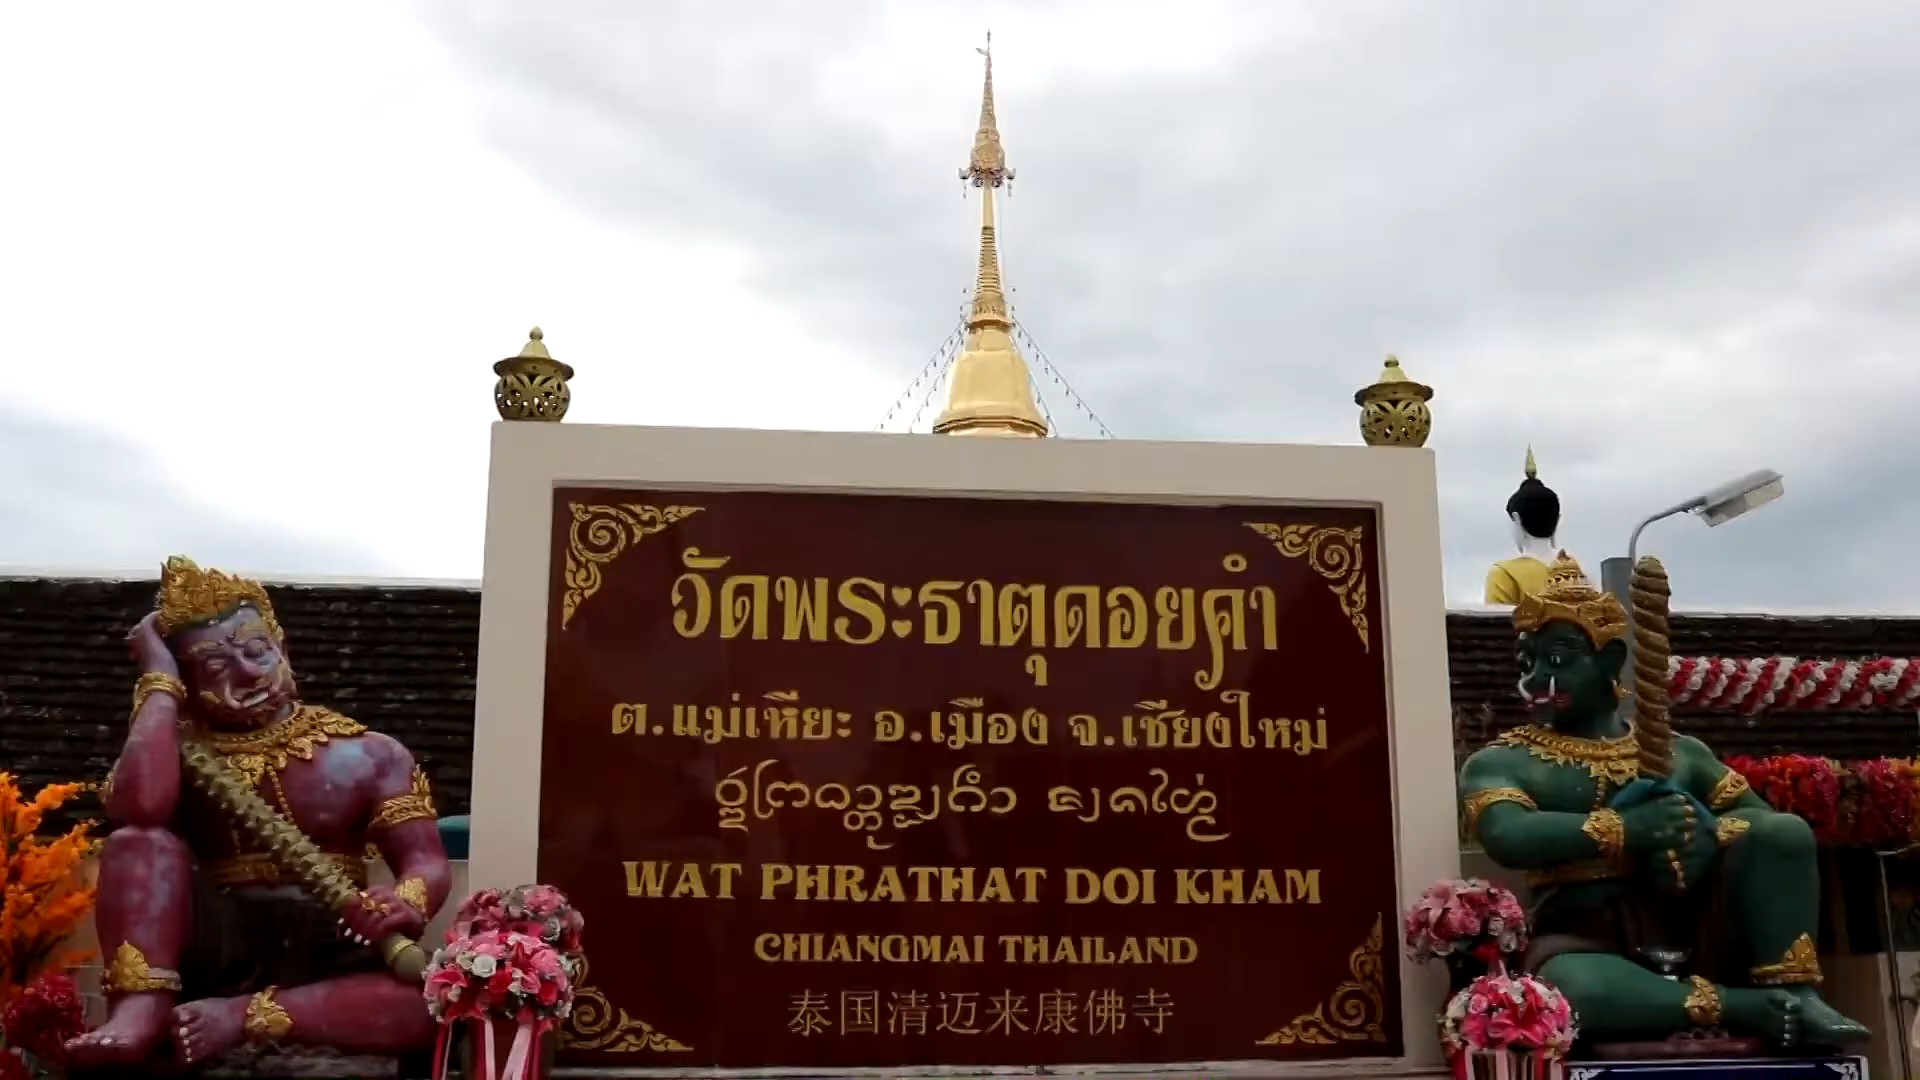 วัดพระธาตุดอยคำ
ต.แม่เหียะ อ.เมือง จ.เชียงใหม่
WAT PHRATHAT DOI KHAM
CHIANGMAI THAILAND
泰国清迈来康佛寺